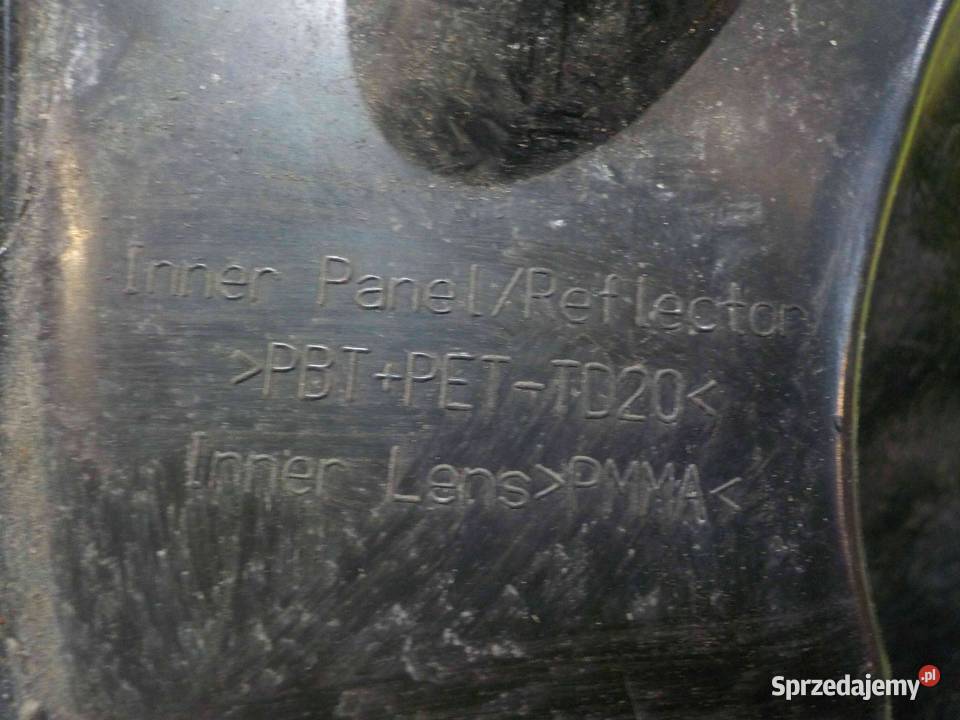 Inner Panel/Reflector
>PBT+PET-TD20<
Inner Lens>PMMA<
Sprzedajemy.pl